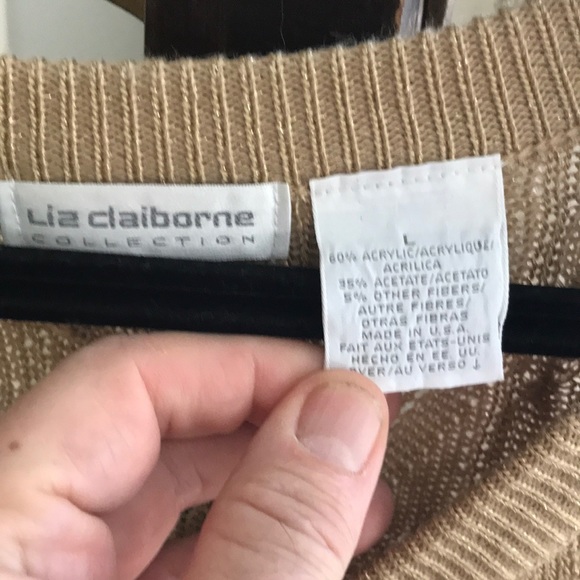 Liz claiborne
COLLECTION
L
60% ACRYLIC/ACRYLIQUE/
ACRILICA
35% ACETATE/ACETATO
5% OTHER FIBERS/
AUTRE FIBRES/
OTRAS FIBRAS
MADE IN U.S.A.
FAIT AUX ETATS-UNIS
HECHO EN EE. UU.
OVER/AU VERSO ↓